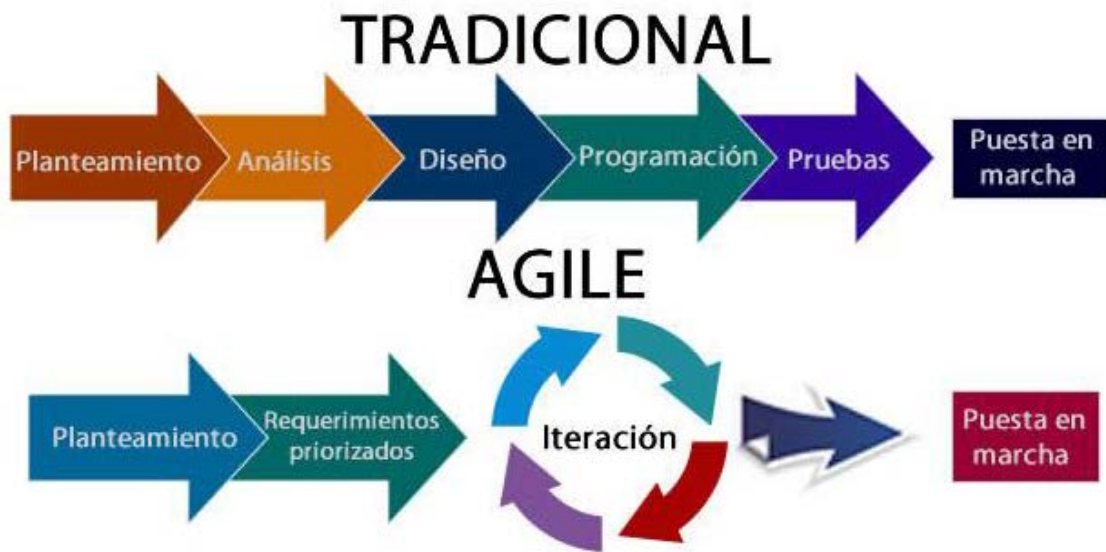 TRADICIONAL
Planteamiento
Análisis
Diseño
Programación
Pruebas
Puesta en
marcha
AGILE
Planteamiento
Requerimientos
priorizados
Iteración
Puesta en
marcha